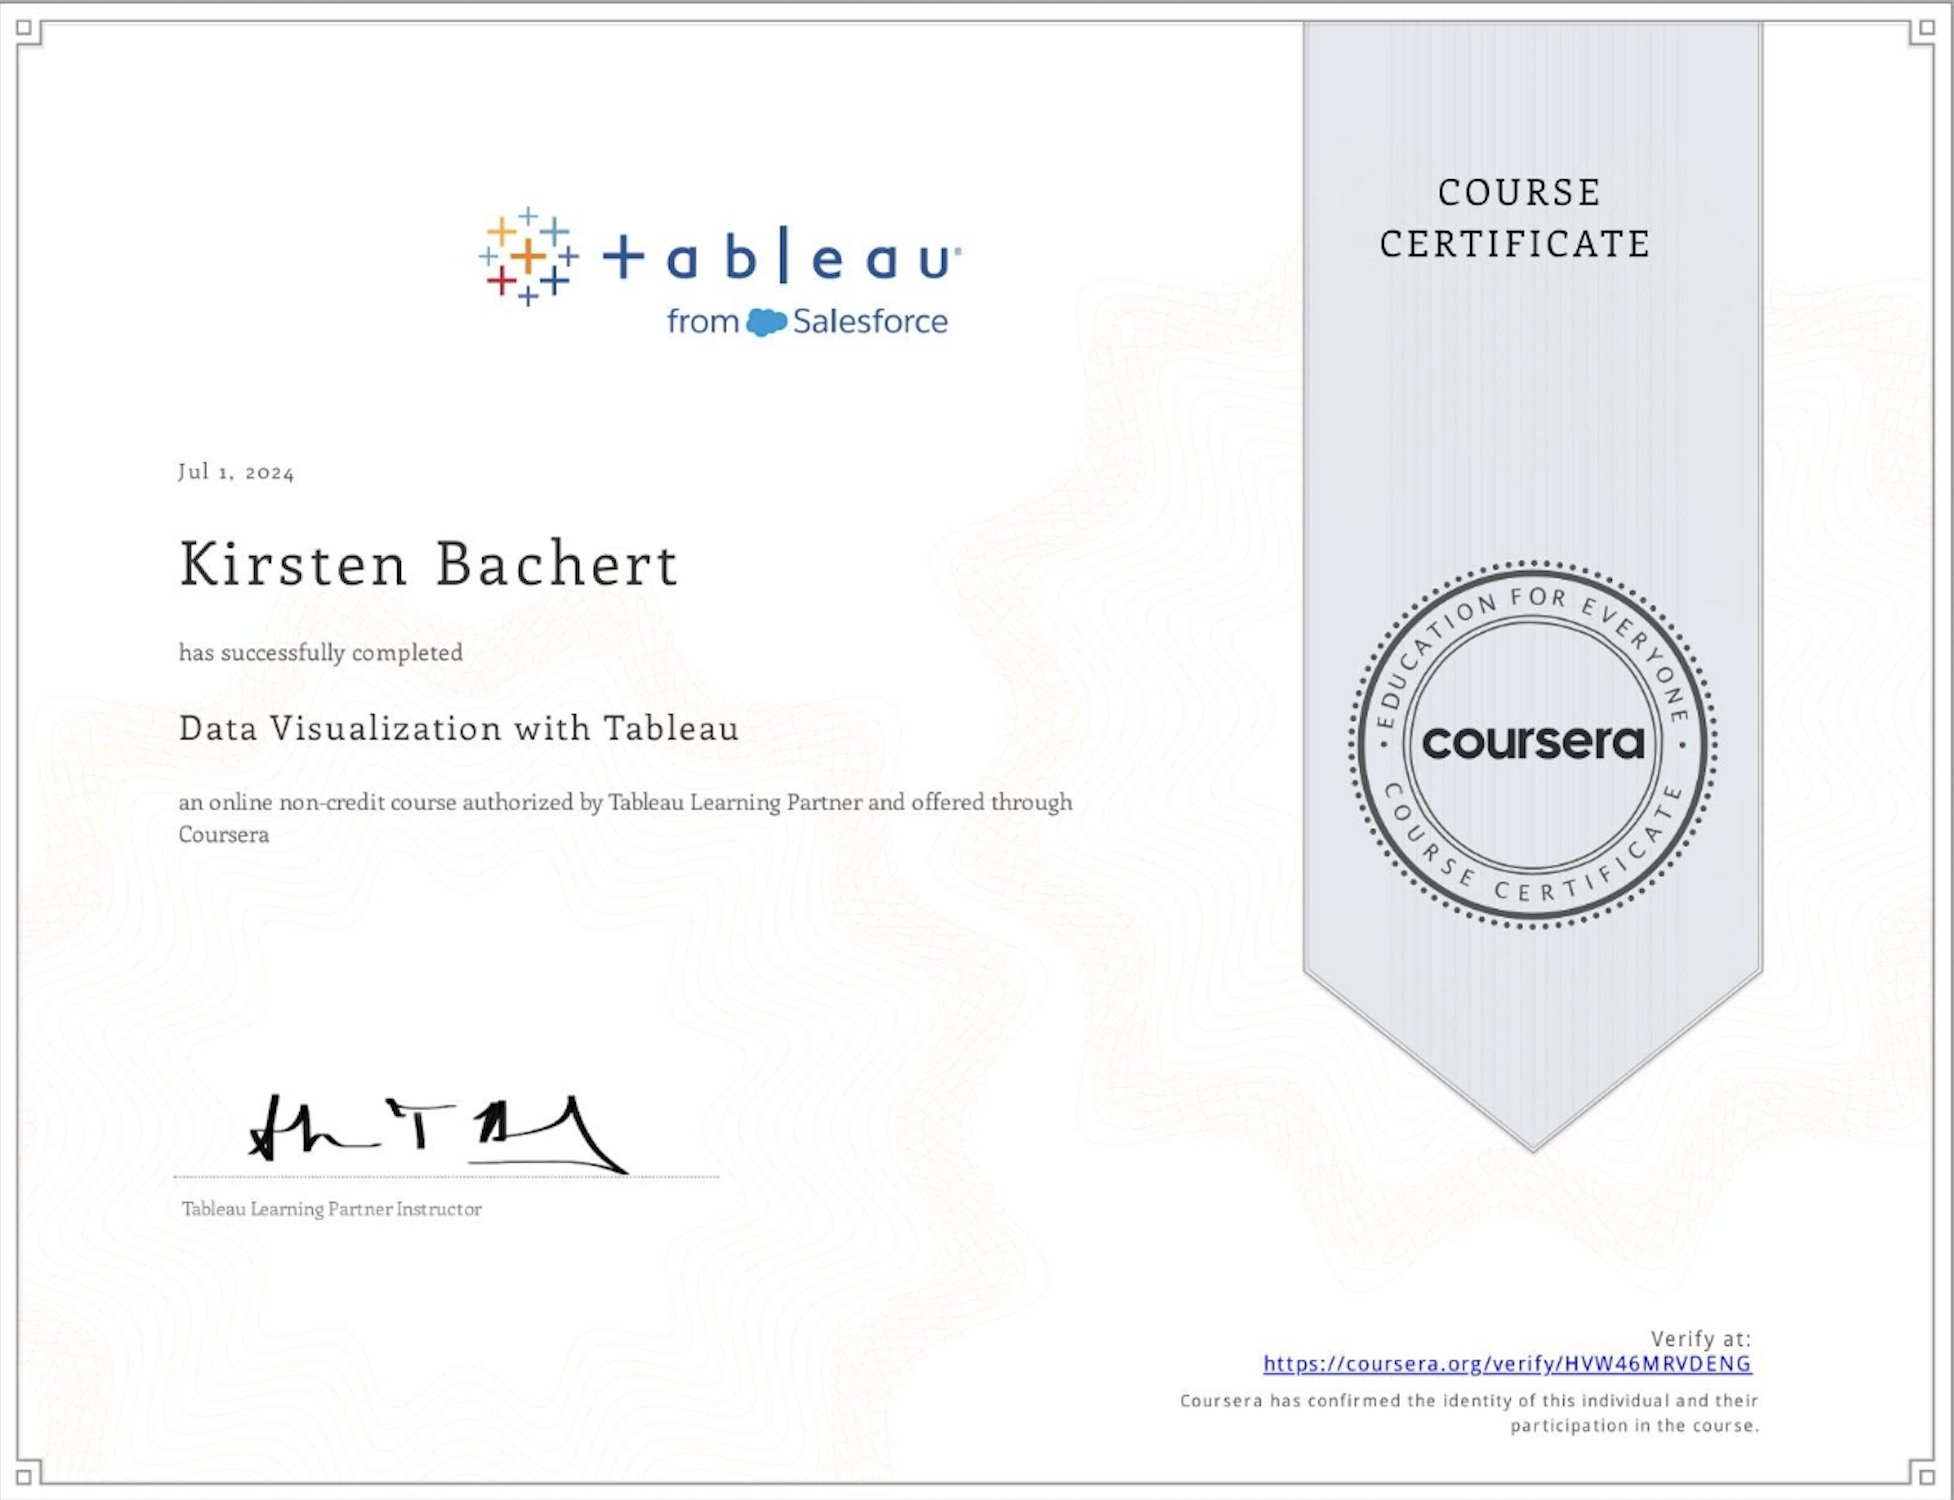 COURSE
CERTIFICATE
+ableau®
from Salesforce
Jul 1, 2024
Kirsten Bachert
has successfully completed
Data Visualization with Tableau
an online non-credit course authorized by Tableau Learning Partner and offered through
Coursera
EDUCATION FOR EVERYONE
coursera
COURSE CERTIFICATE
Tableau Learning Partner Instructor
Verify at:
https://coursera.org/verify/HVW46MRVDENG
Coursera has confirmed the identity of this individual and their
participation in the course.